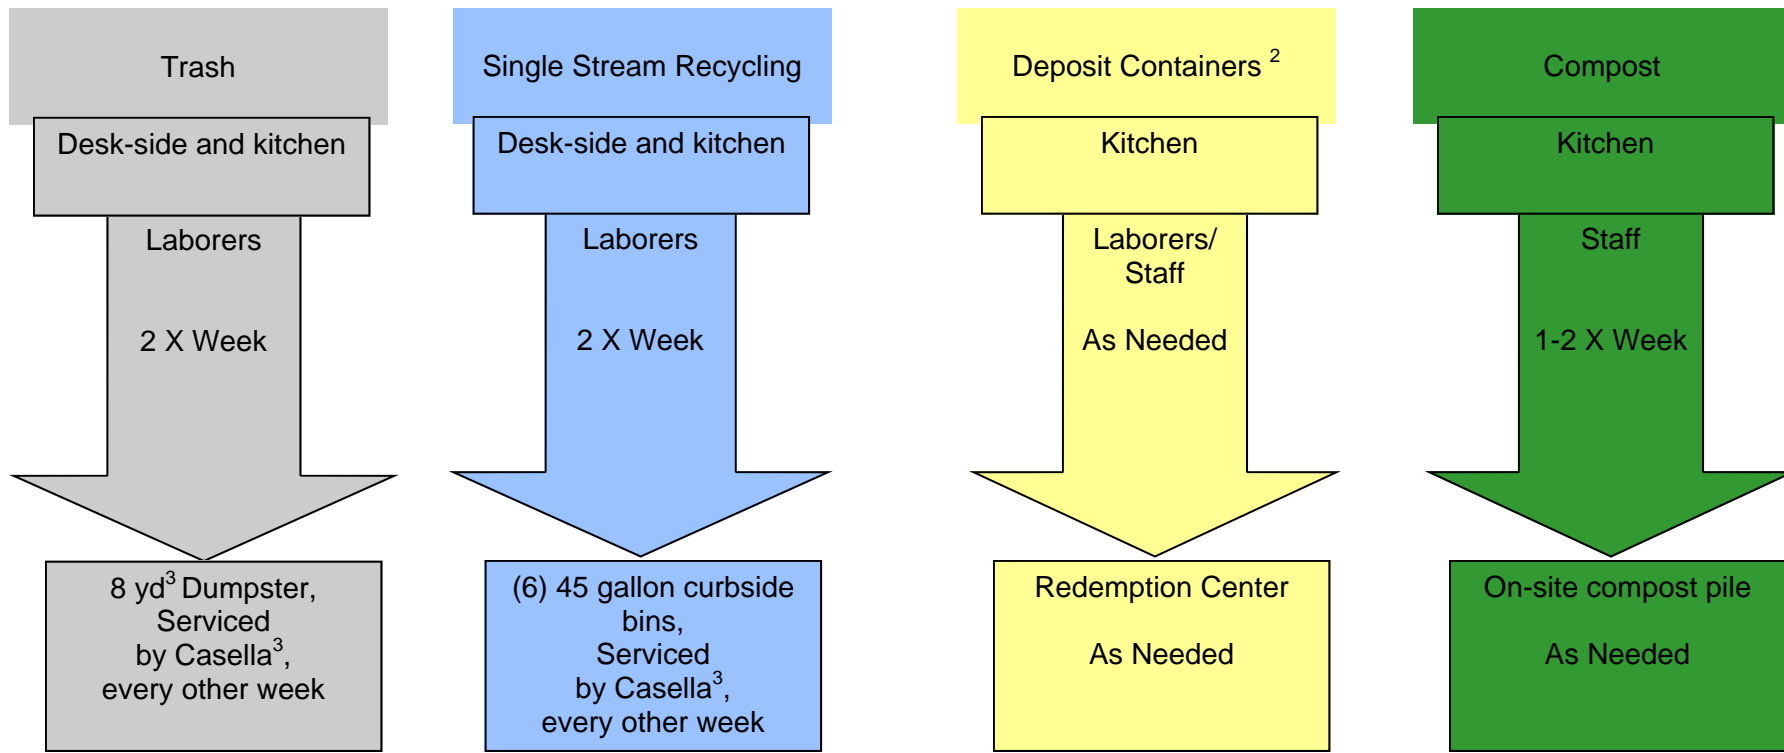 Trash
Desk-side and kitchen
Laborers
2 X Week
8 yd³ Dumpster,
Serviced
by Casella³,
every other week
Single Stream Recycling
Desk-side and kitchen
Laborers
2 X Week
(6) 45 gallon curbside
bins,
Serviced
by Casella³,
every other week
Deposit Containers ²
Kitchen
Laborers/
Staff
As Needed
Redemption Center
As Needed
Compost
Kitchen
Staff
1-2 X Week
On-site compost pile
As Needed